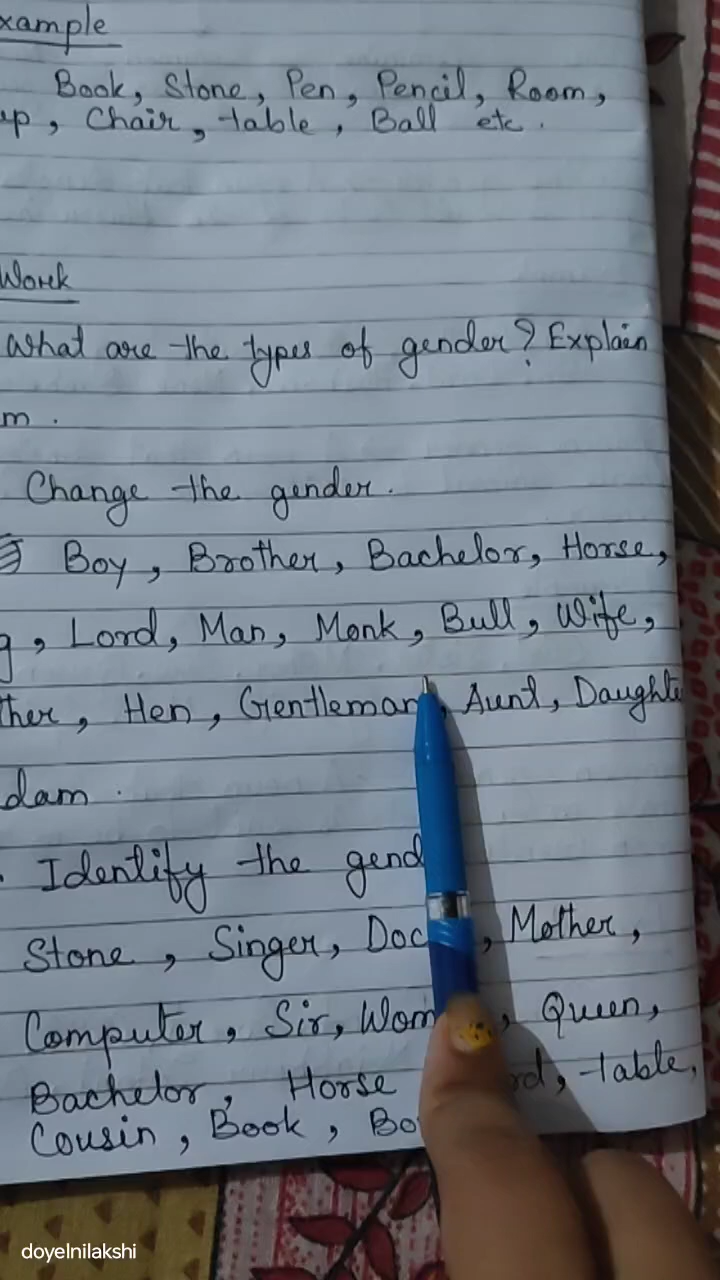 xample
Book, Stone, Pen, Pencil, Room,
up, Chair, table, Ball etc.
Work
What are the types of gender? Explain
m.
Change the gender.
Boy, Brother, Bachelor, Horse,
g, Lord, Man, Monk, Bull, Wife,
ther, Hen, Gentleman, Aunt, Daughte
dam.
. Identify the gend
Stone, Singer, Doc, Mother,
Computer, Sir, Wom, Queen,
Bachelor, Horse rd, table,
Cousin, Book, Bo
doyelnilakshi